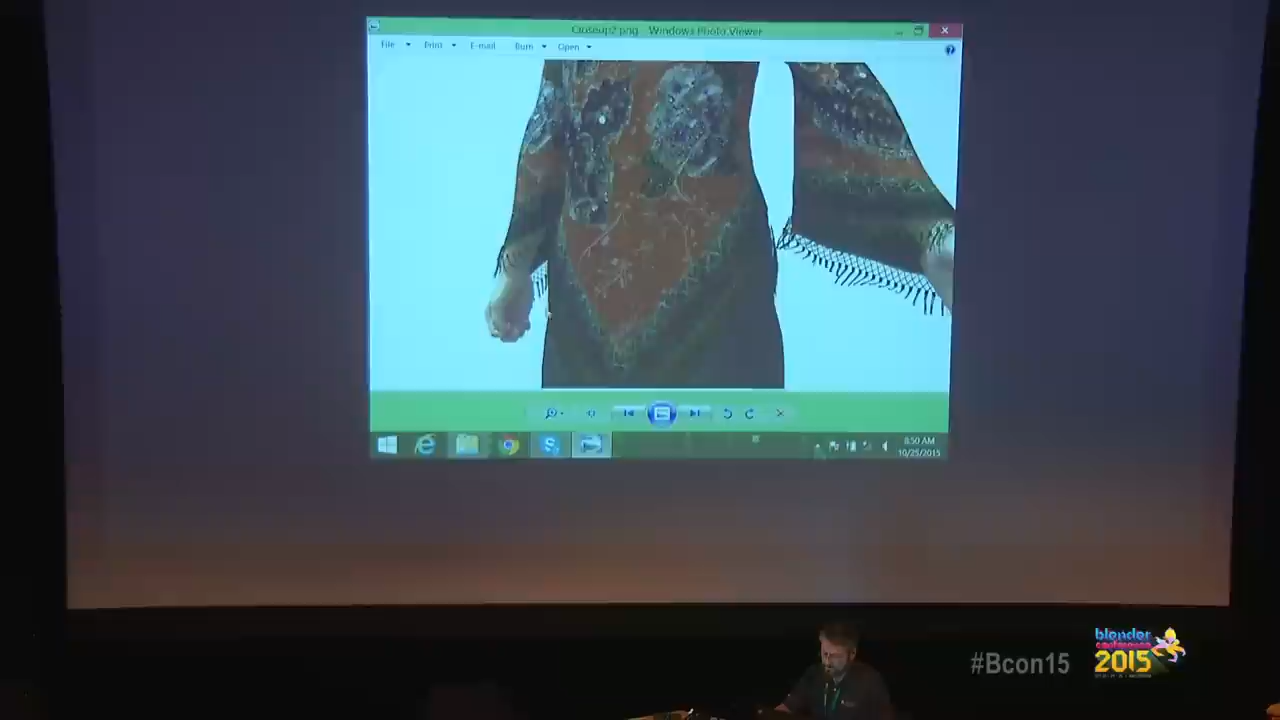 Closeup2.png - Windows Photo Viewer
File Print E-mail Burn Open
8:50 AM
10/25/2015
#Bcon15
blender
conference
2015